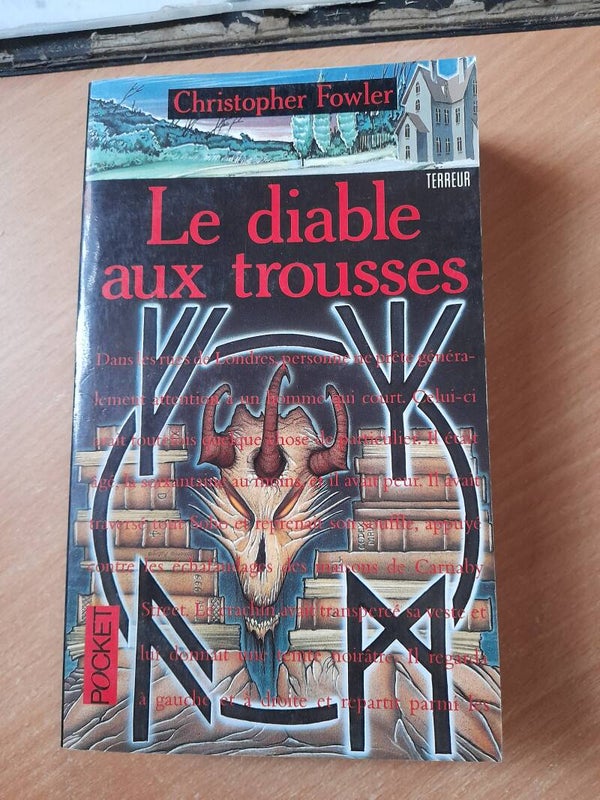 Christopher Fowler
TERREUR
Le diable
aux trousses
Dans les rues de Londres, personne ne prête généra-
lement attention à un homme qui court. Celui-ci
avait toutefois quelque chose de particulier. Il était
âgé, la soixantaine au moins, et il avait peur. Il avait
traversé tout Soho et reprenait son souffle, appuyé
contre les échafaudages des maisons de Carnaby
Street. Le crachin avait transpercé sa veste et
lui donnait une teinte noirâtre. Il regarda
à gauche et à droite et repartit parmi les
POCKET